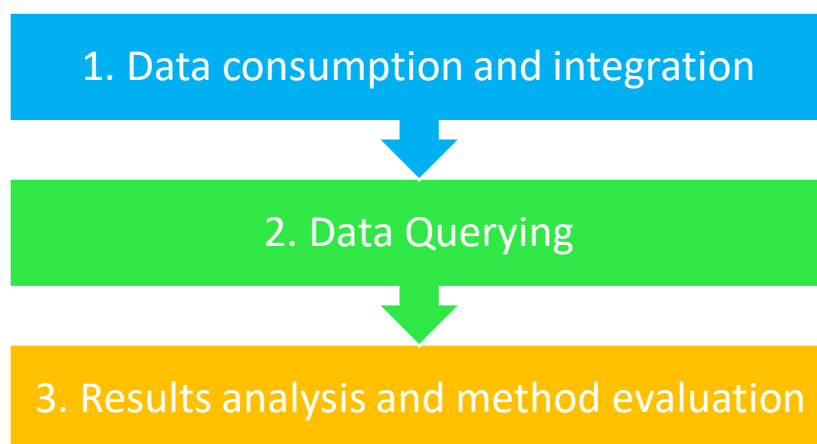 1. Data consumption and integration
2. Data Querying
3. Results analysis and method evaluation